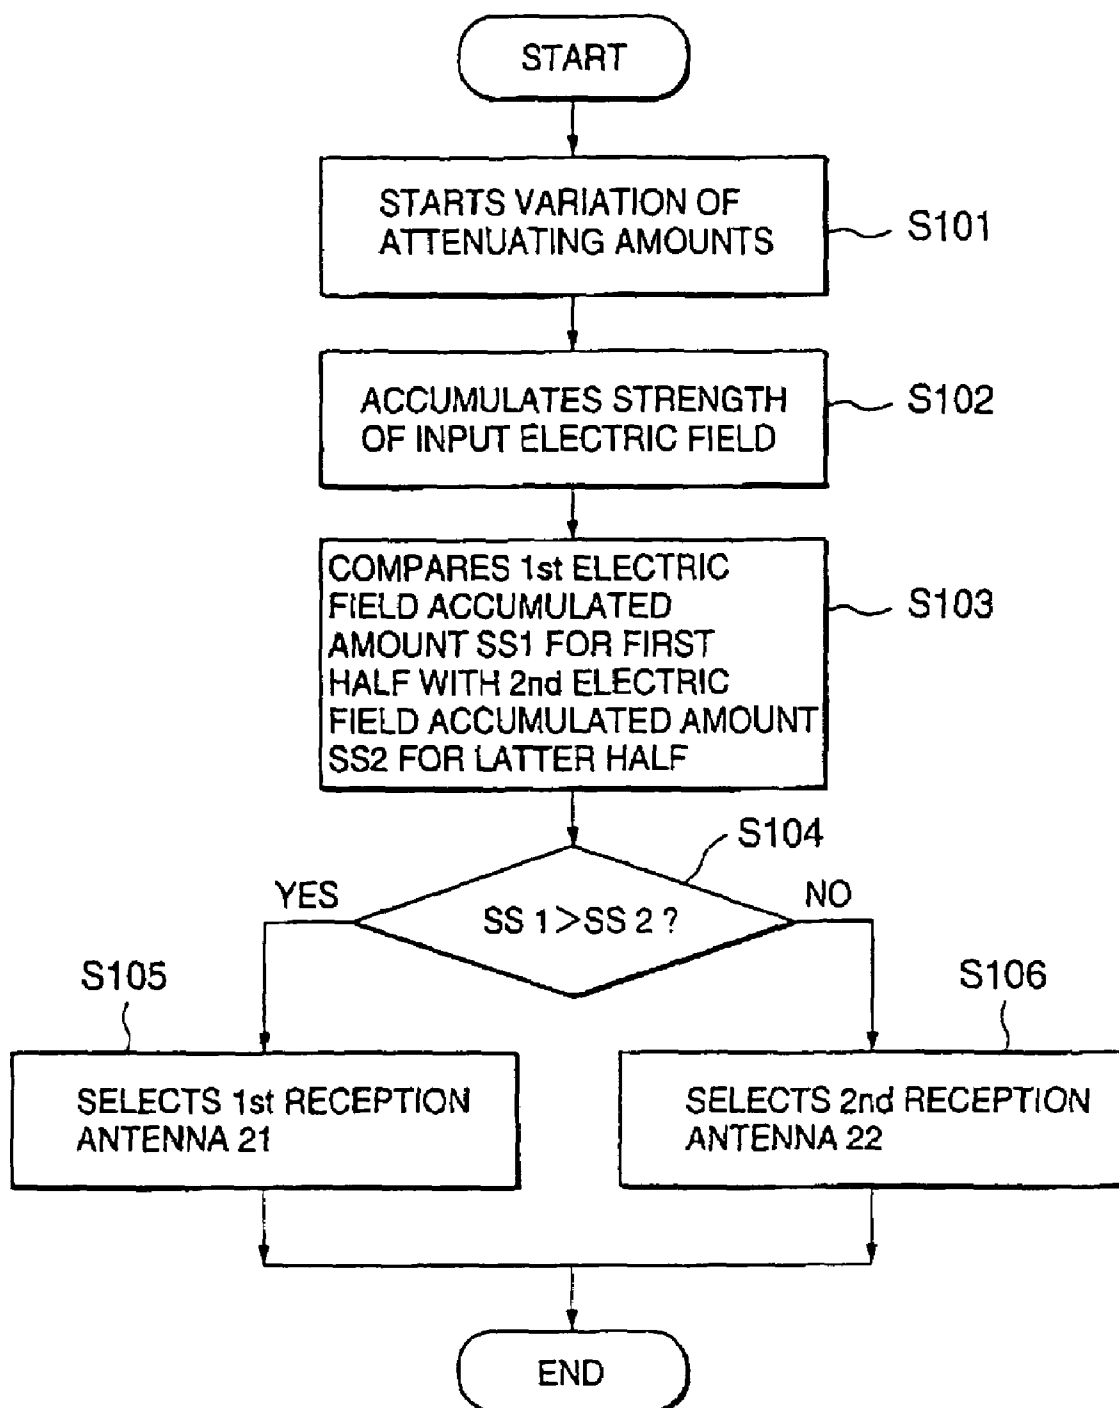 START
STARTS VARIATION OF
ATTENUATING AMOUNTS
S101
ACCUMULATES STRENGTH
OF INPUT ELECTRIC FIELD
S102
COMPARES 1st ELECTRIC
FIELD ACCUMULATED
AMOUNT SS1 FOR FIRST
HALF WITH 2nd ELECTRIC
FIELD ACCUMULATED AMOUNT
SS2 FOR LATTER HALF
S103
S104
YES
SS 1>SS 2 ?
NO
S105
SELECTS 1st RECEPTION
ANTENNA 21
S106
SELECTS 2nd RECEPTION
ANTENNA 22
END